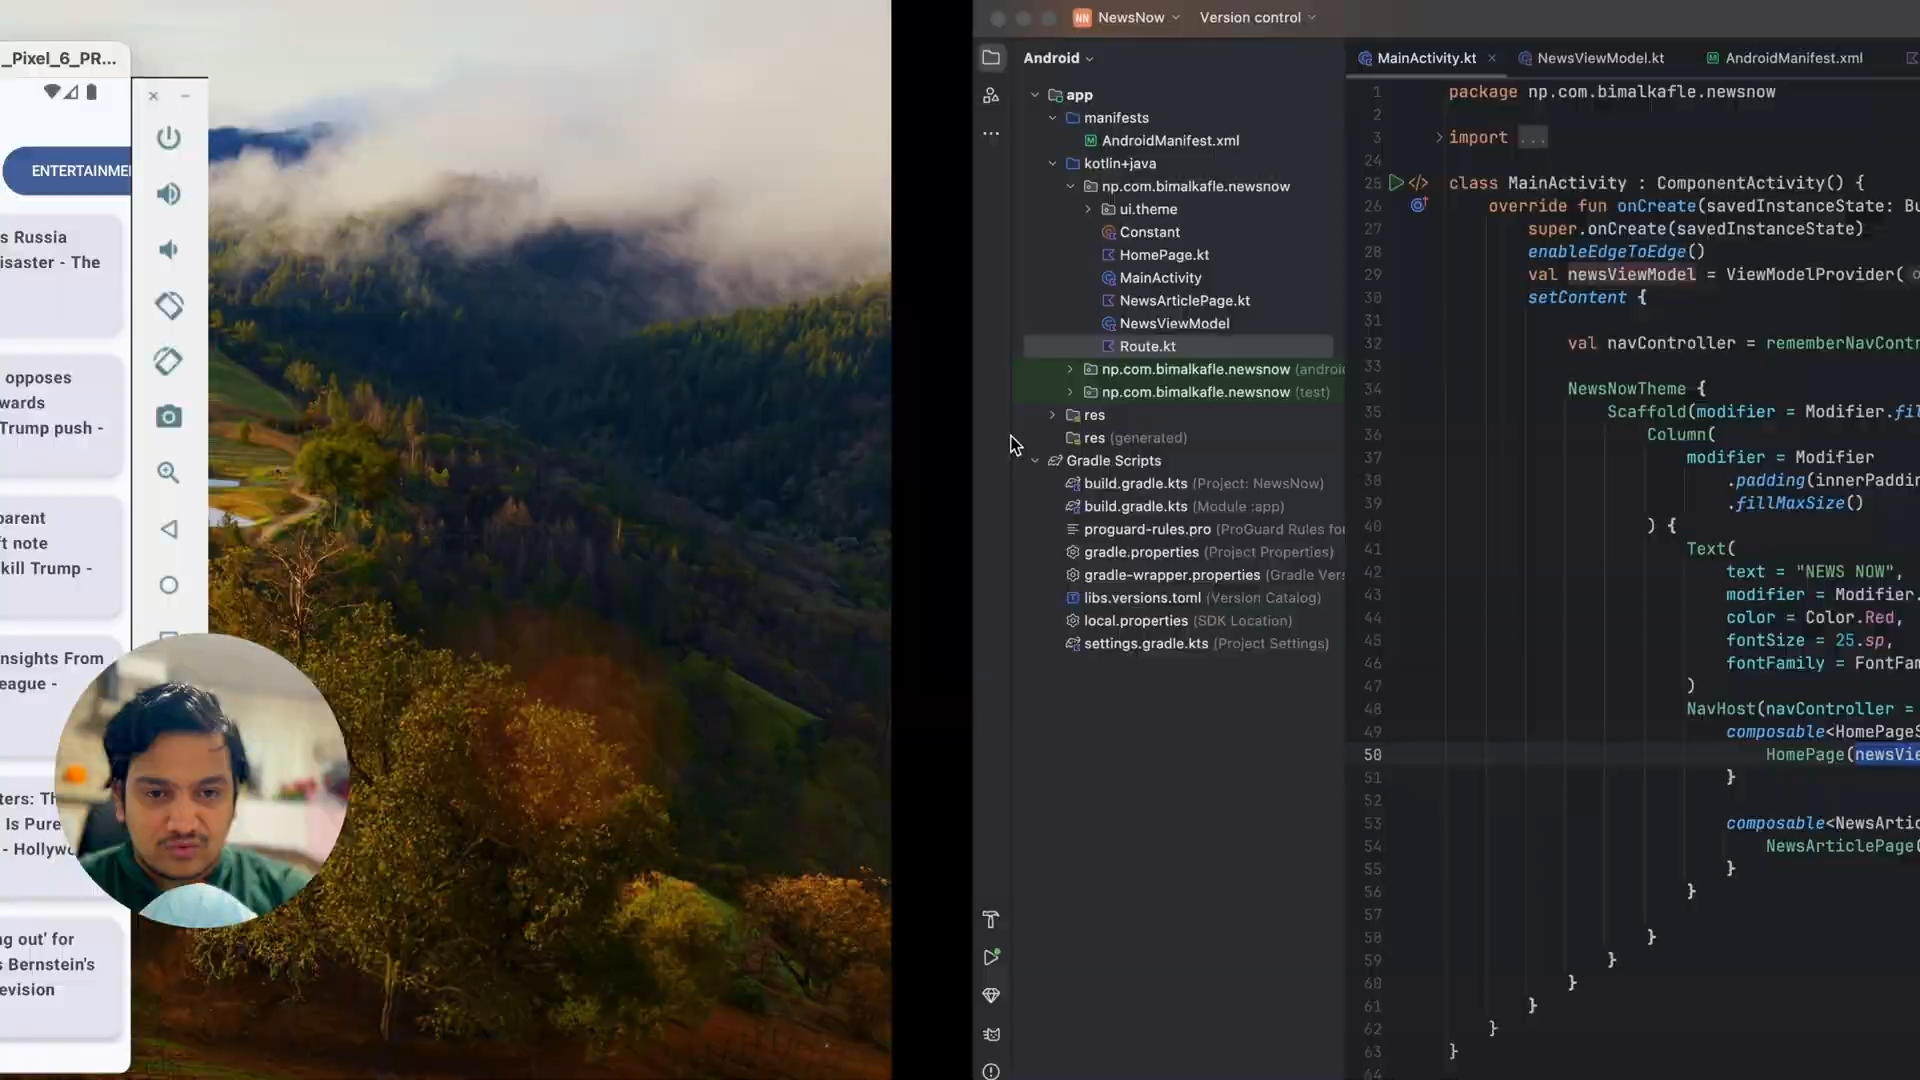 _Pixel_6_PR...
ENTERTAINME
s Russia
isaster - The
opposes
wards
Trump push -
parent
ft note
kill Trump -
nsights From
eague -
ters: Th
Is Pure
- Hollywo
ng out' for
s Bernstein's
evision
NN NewsNow
Version control
Android
app
manifests
AndroidManifest.xml
kotlin+java
np.com.bimalkafle.newsnow
ui.theme
Constant
HomePage.kt
MainActivity
NewsArticlePage.kt
NewsViewModel
Route.kt
np.com.bimalkafle.newsnow (androi
np.com.bimalkafle.newsnow (test)
res
res (generated)
Gradle Scripts
build.gradle.kts (Project: NewsNow)
build.gradle.kts (Module :app)
proguard-rules.pro (ProGuard Rules for
gradle.properties (Project Properties)
gradle-wrapper.properties (Gradle Vers
libs.versions.toml (Version Catalog)
local.properties (SDK Location)
settings.gradle.kts (Project Settings)
MainActivity.kt
NewsViewModel.kt
AndroidManifest.xml
1 package np.com.bimalkafle.newsnow
2
3 import ...
24
25 class MainActivity : ComponentActivity() {
26 override fun onCreate(savedInstanceState: Bu
27 super.onCreate(savedInstanceState)
28 enableEdgeToEdge()
29 val newsViewModel = ViewModelProvider(
30 setContent {
31
32 val navController = rememberNavContr
33
34 NewsNowTheme {
35 Scaffold(modifier = Modifier.fil
36 Column(
37 modifier = Modifier
38 .padding(innerPaddin
39 .fillMaxSize()
40 ) {
41 Text(
42 text = "NEWS NOW",
43 modifier = Modifier.
44 color = Color.Red,
45 fontSize = 25.sp,
46 fontFamily = FontFam
47 )
48 NavHost(navController =
49 composable<HomePageS
50 HomePage(newsVie
51 }
52
53 composable<NewsArtic
54 NewsArticlePage(
55 }
56 }
57
58 }
59 }
60 }
61 }
62 }
63 }
64